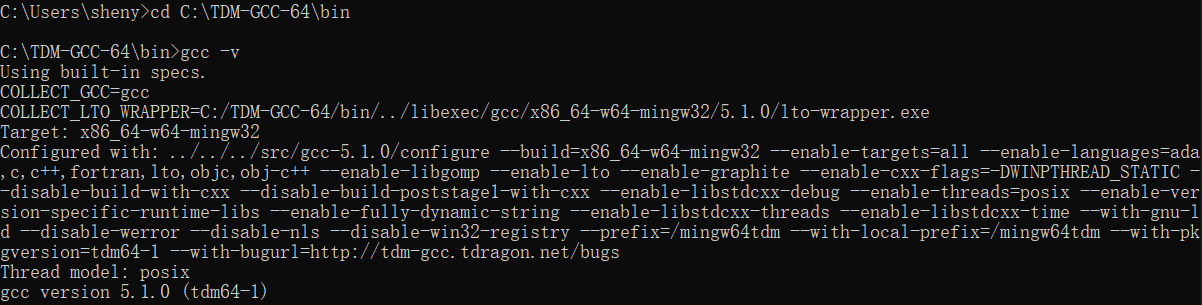 C:\Users\sheny>cd C:\TDM-GCC-64\bin
C:\TDM-GCC-64\bin>gcc -v
Using built-in specs.
COLLECT_GCC=gcc
COLLECT_LTO_WRAPPER=C:/TDM-GCC-64/bin/../libexec/gcc/x86_64-w64-mingw32/5.1.0/lto-wrapper.exe
Target: x86_64-w64-mingw32
Configured with: ../../../src/gcc-5.1.0/configure --build=x86_64-w64-mingw32 --enable-targets=all --enable-languages=ada
,c,c++,fortran,lto,objc,obj-c++ --enable-libgomp --enable-lto --enable-graphite --enable-cxx-flags=-DWINPTHREAD_STATIC -
-disable-build-with-cxx --disable-build-poststage1-with-cxx --enable-libstdcxx-debug --enable-threads=posix --enable-ver
sion-specific-runtime-libs --enable-fully-dynamic-string --enable-libstdcxx-threads --enable-libstdcxx-time --with-gnu-l
d --disable-werror --disable-nls --disable-win32-registry --prefix=/mingw64tdm --with-local-prefix=/mingw64tdm --with-pk
gversion=tdm64-1 --with-bugurl=http://tdm-gcc.tdragon.net/bugs
Thread model: posix
gcc version 5.1.0 (tdm64-1)